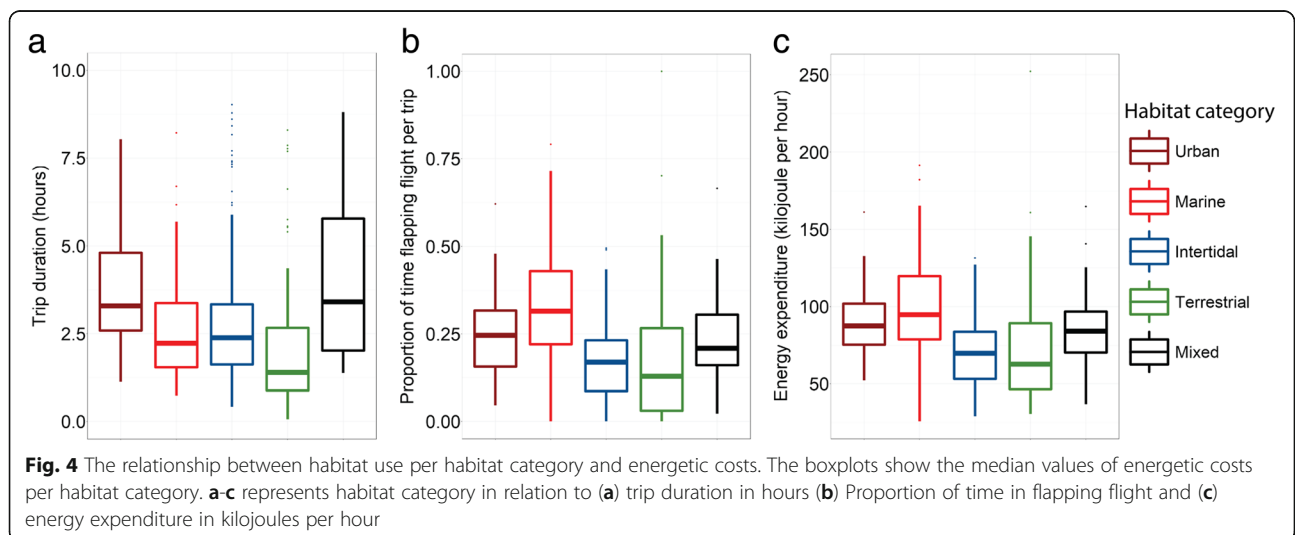 a
Trip duration (hours)
10.0
7.5
5.0
2.5
0.0
b
Proportion of time flapping flight per trip
1.00
0.75
0.50
0.25
0.00
c
Energy expenditure (kilojoule per hour)
250
200
150
100
50
Habitat category
Urban
Marine
Intertidal
Terrestrial
Mixed
Fig. 4 The relationship between habitat use per habitat category and energetic costs. The boxplots show the median values of energetic costs
per habitat category. a-c represents habitat category in relation to (a) trip duration in hours (b) Proportion of time in flapping flight and (c)
energy expenditure in kilojoules per hour